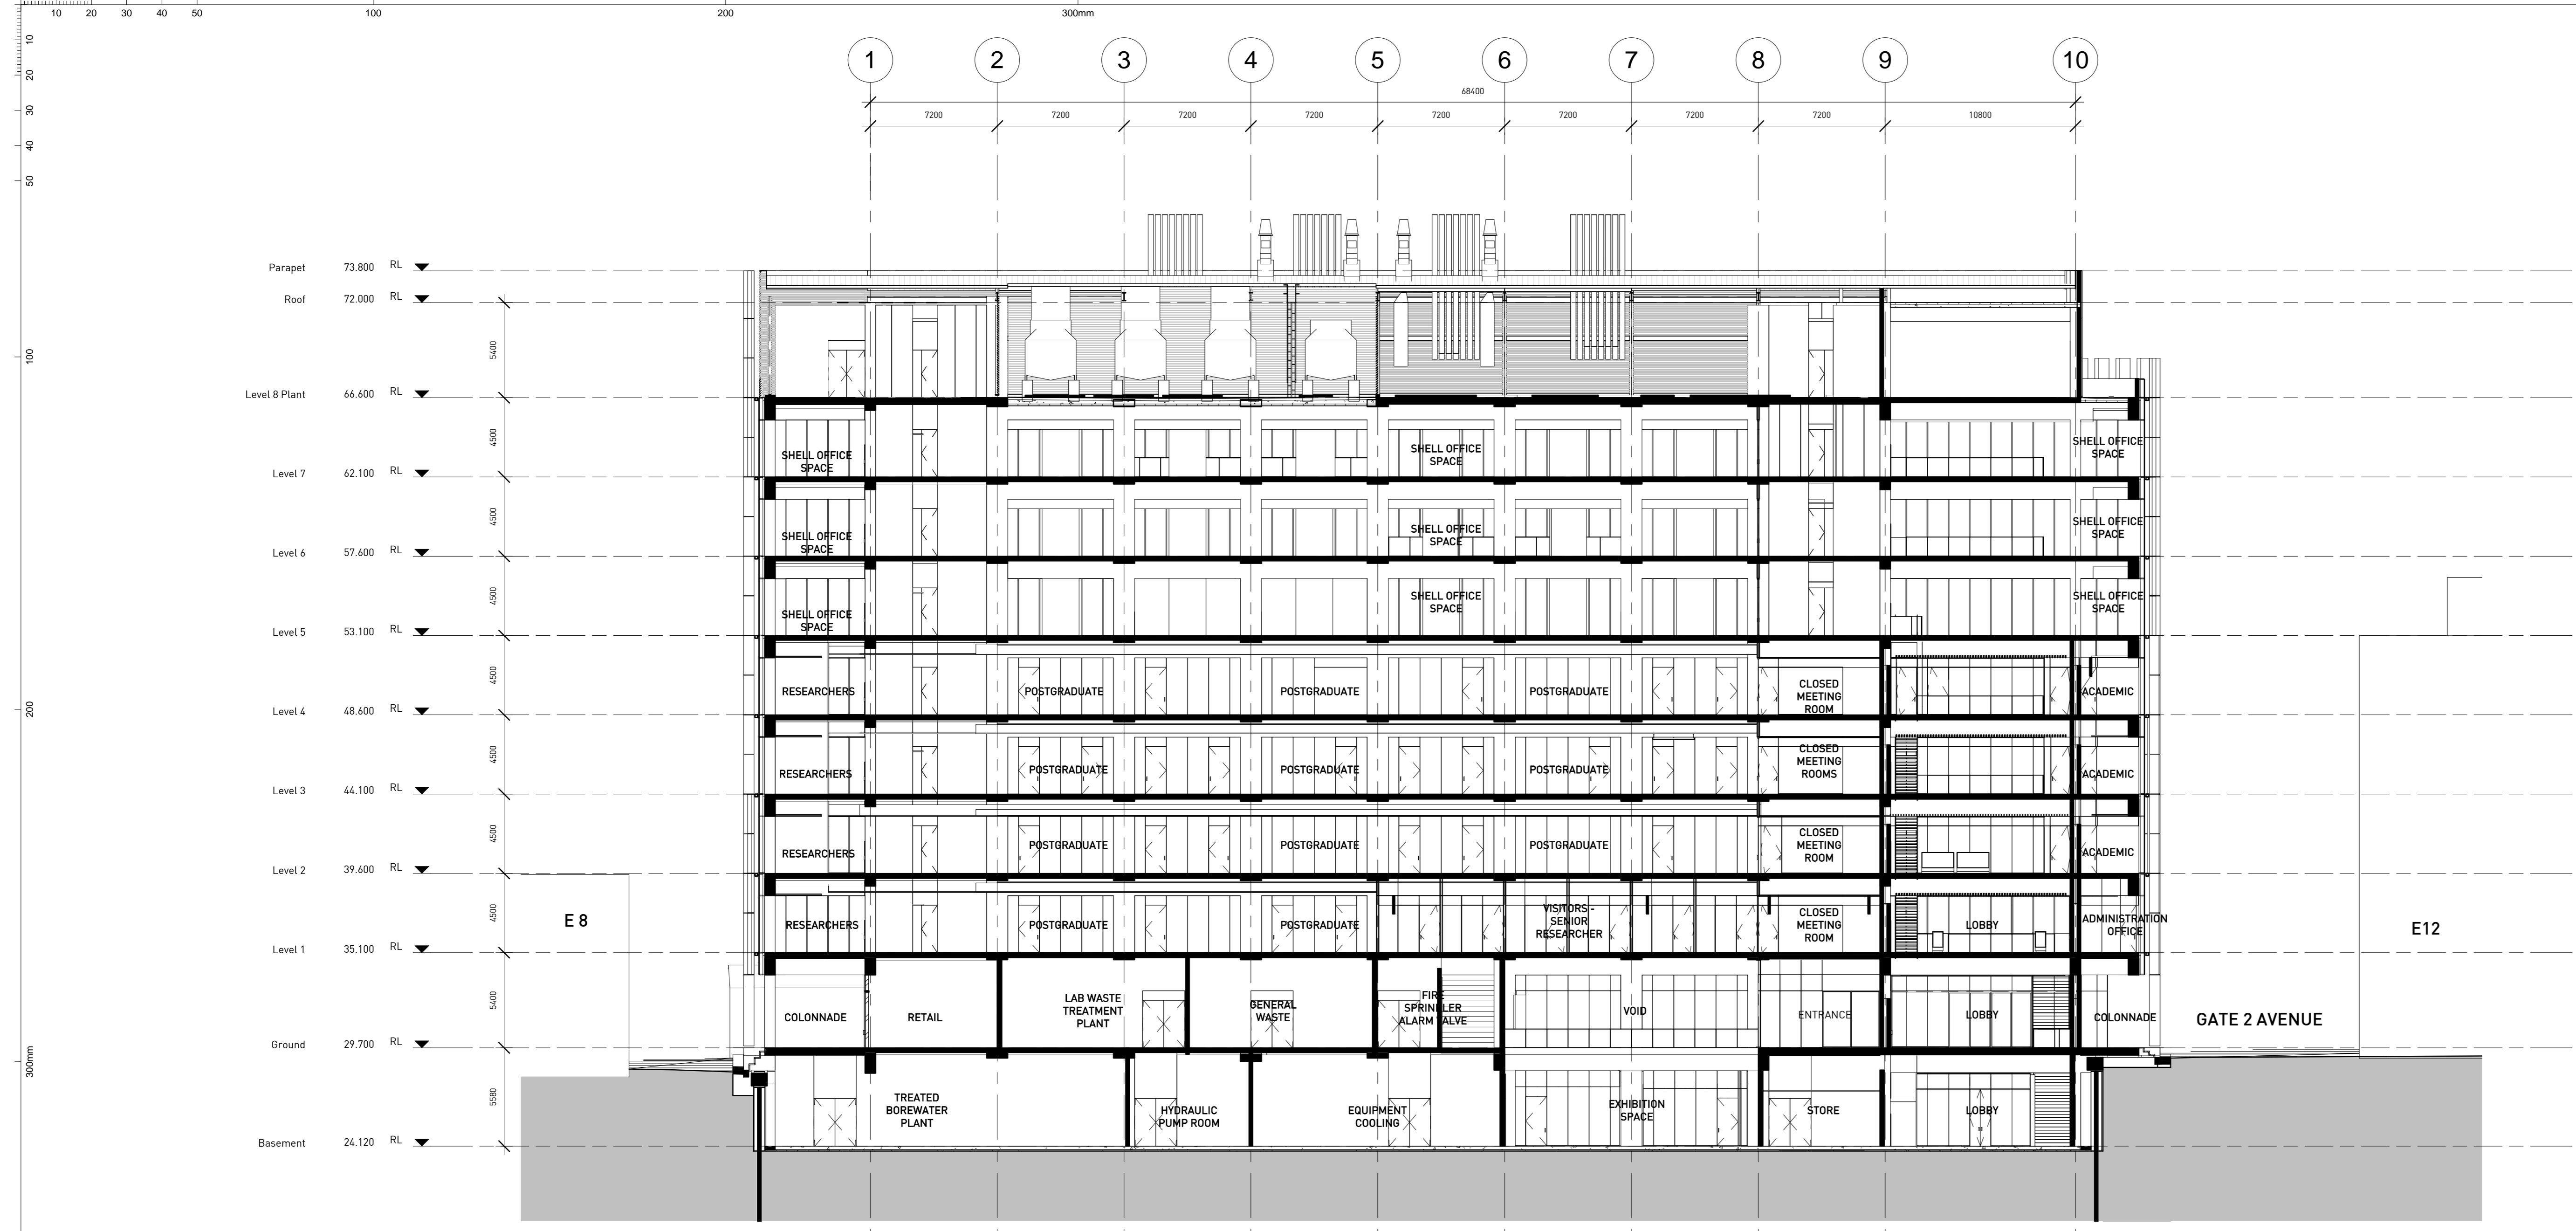 10 20 30 40 50 100 200 300mm
10
20
30
40
50
100
200
300mm
1 2 3 4 5 6 7 8 9 10
68400
7200 7200 7200 7200 7200 7200 7200 7200 10800
Parapet 73.800 RL
Roof 72.000 RL
5400
Level 8 Plant 66.600 RL
4500
SHELL OFFICE SPACE
SHELL OFFICE SPACE
SHELL OFFICE SPACE
Level 7 62.100 RL
4500
SHELL OFFICE SPACE
SHELL OFFICE SPACE
SHELL OFFICE SPACE
Level 6 57.600 RL
4500
SHELL OFFICE SPACE
SHELL OFFICE SPACE
SHELL OFFICE SPACE
Level 5 53.100 RL
4500
RESEARCHERS
POSTGRADUATE
POSTGRADUATE
POSTGRADUATE
CLOSED
MEETING
ROOM
ACADEMIC
Level 4 48.600 RL
4500
RESEARCHERS
POSTGRADUATE
POSTGRADUATE
POSTGRADUATE
CLOSED
MEETING
ROOMS
ACADEMIC
Level 3 44.100 RL
4500
RESEARCHERS
POSTGRADUATE
POSTGRADUATE
POSTGRADUATE
CLOSED
MEETING
ROOM
ACADEMIC
Level 2 39.600 RL
4500
E 8
RESEARCHERS
POSTGRADUATE
POSTGRADUATE
VISITORS -
SENIOR
RESEARCHER
CLOSED
MEETING
ROOM
LOBBY
ADMINISTRATION
OFFICE
E12
Level 1 35.100 RL
5400
COLONNADE
RETAIL
LAB WASTE
TREATMENT
PLANT
GENERAL
WASTE
FIRE
SPRINKLER
ALARM VALVE
VOID
ENTRANCE
LOBBY
COLONNADE
GATE 2 AVENUE
Ground 29.700 RL
5580
TREATED
BOREWATER
PLANT
HYDRAULIC
PUMP ROOM
EQUIPMENT
COOLING
EXHIBITION
SPACE
STORE
LOBBY
Basement 24.120 RL